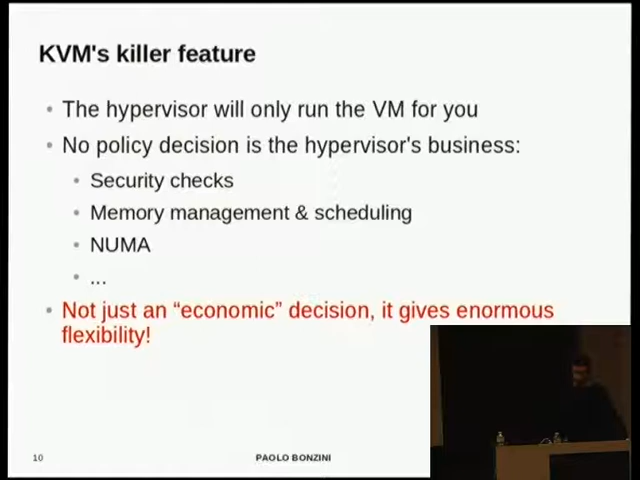 KVM's killer feature
• The hypervisor will only run the VM for you
• No policy decision is the hypervisor's business:
• Security checks
• Memory management & scheduling
• NUMA
• ...
• Not just an “economic” decision, it gives enormous
flexibility!
10
PAOLO BONZINI